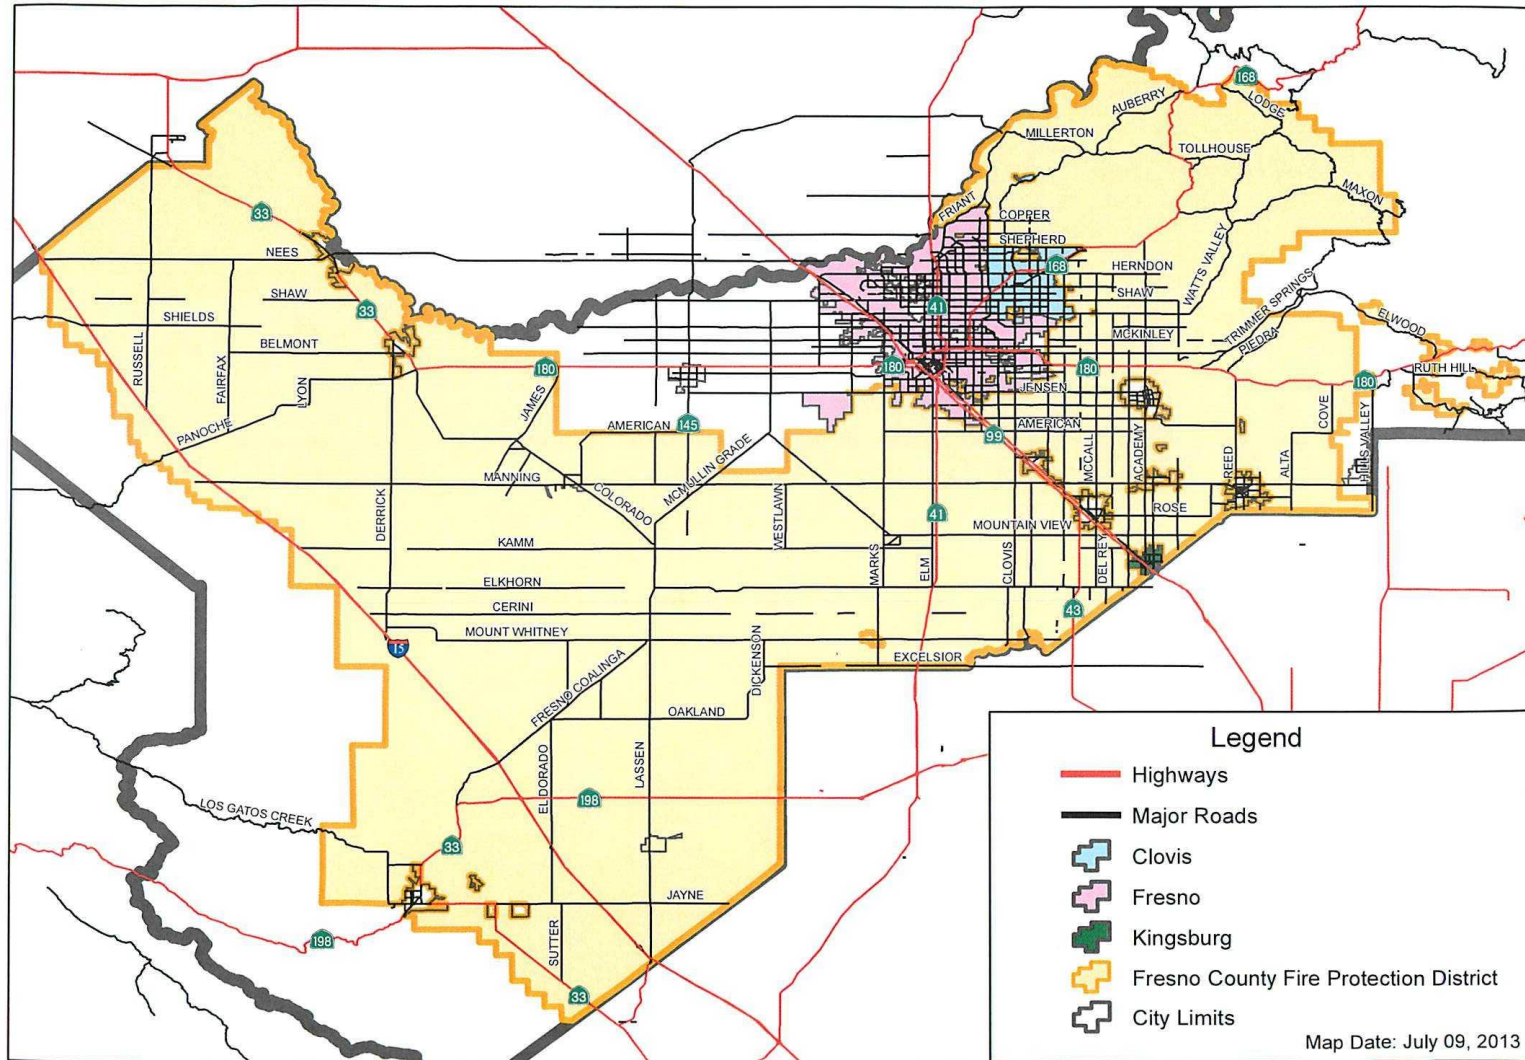 168
AUBERRY
LODGE
MILLERTON
TOLLHOUSE
MAXON
33
FRIANT
COPPER
SHEPHERD
NEES
168
HERNDON
WATTS VALLEY
SHAW
SHAW
33
41
TRIMMER SPRINGS
ELWOOD
SHIELDS
MCKINLEY
PIEDRA
BELMONT
RUSSELL
FAIRFAX
LYON
180
180
180
180
RUTH HILL
JAMES
JENSEN
CLOVE
PANOCHE
AMERICAN
145
AMERICAN
99
MCCALL
ACADEMY
REED
ALTA
HILLS VALLEY
MCMULLIN GRADE
MANNING
COLORADO
DERRICK
WESTLAWN
41
ROSE
MOUNTAIN VIEW
KAMM
MARKS
ELM
CLOVIS
DEL REY
ELKHORN
CERINI
43
MOUNT WHITNEY
I5
DICKENSON
EXCELSIOR
FRESNO COALINGA
OAKLAND
EL DORADO
LASSEN
198
LOS GATOS CREEK
33
JAYNE
198
SUTTER
33
Legend
Highways
Major Roads
Clovis
Fresno
Kingsburg
Fresno County Fire Protection District
City Limits
Map Date: July 09, 2013